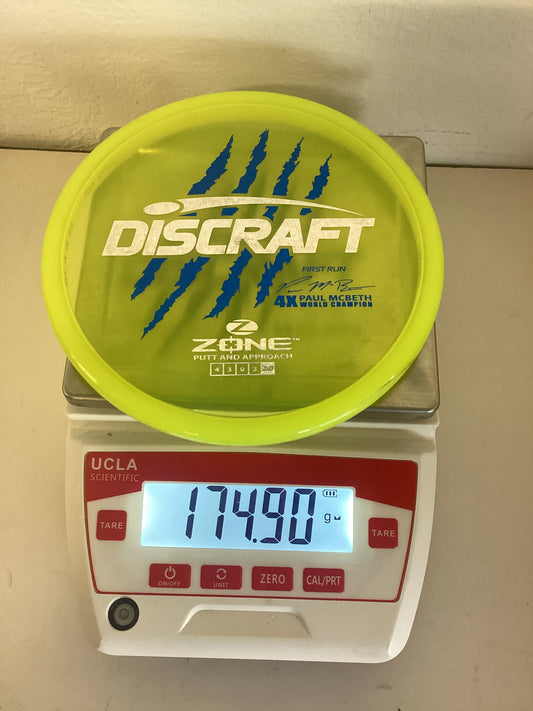 DISCRAFT
FIRST RUN
4X PAUL MCBETH
WORLD CHAMPION
Z
ZONE™
PUTT AND APPROACH
4 3 0 3
UCLA
SCIENTIFIC
174.90 g
TARE
TARE
ON/OFF
UNIT
ZERO
CAL/PRT